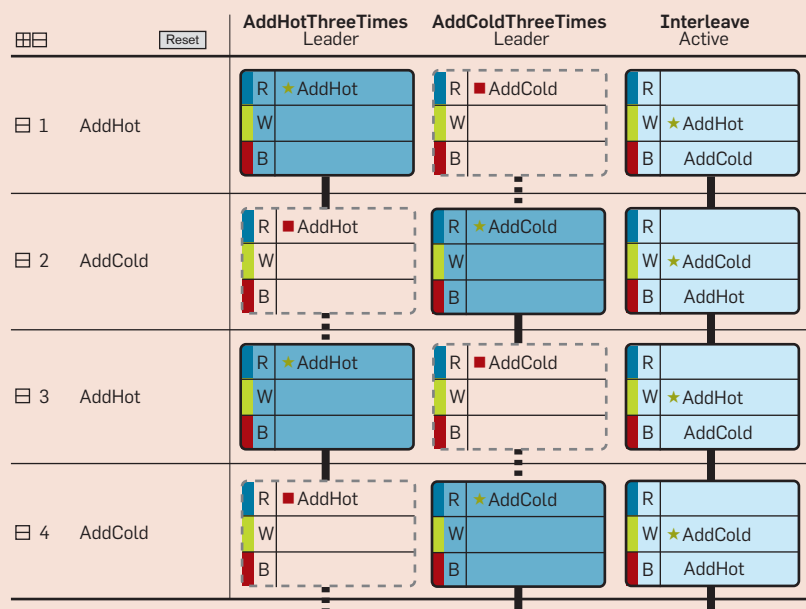 Reset
AddHotThreeTimes
Leader
AddColdThreeTimes
Leader
Interleave
Active
1 AddHot
R ★AddHot
W
B
R ■AddCold
W
B
R
W ★AddHot
B AddCold
2 AddCold
R ■AddHot
W
B
R ★AddCold
W
B
R
W ★AddCold
B AddHot
3 AddHot
R ★AddHot
W
B
R ■AddCold
W
B
R
W ★AddHot
B AddCold
4 AddCold
R ■AddHot
W
B
R ★AddCold
W
B
R
W ★AddCold
B AddHot